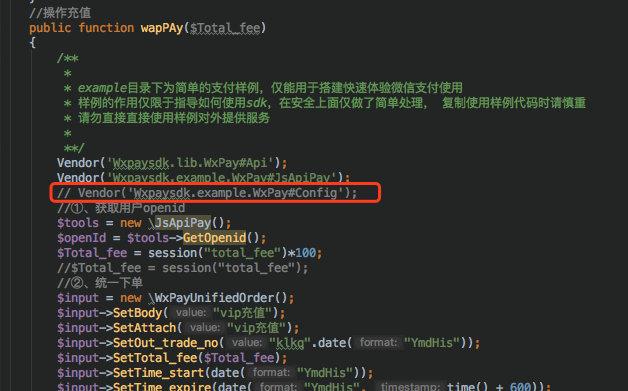 //操作充值
public function wapPAy($Total_fee)
{
/**
*
* example目录下为简单的支付样例，仅能用于搭建快速体验微信支付使用
* 样例的作用仅限于指导如何使用sdk，在安全上面仅做了简单处理， 复制使用样例代码时请慎重
* 请勿直接直接使用样例对外提供服务
*
**/
Vendor('Wxpaysdk.lib.WxPay#Api');
Vendor('Wxpaysdk.example.WxPay#JsApiPay');
// Vendor('Wxpaysdk.example.WxPay#Config');
//①、获取用户openid
$tools = new \JsApiPay();
$openId = $tools->GetOpenid();
$Total_fee = session("total_fee")*100;
//$Total_fee = session("total_fee");
//②、统一下单
$input = new \WxPayUnifiedOrder();
$input->SetBody( value: "vip充值");
$input->SetAttach( value: "vip充值");
$input->SetOut_trade_no( value: "klkq".date( format: "YmdHis"));
$input->SetTotal_fee($Total_fee);
$input->SetTime_start(date( format: "YmdHis"));
$input->SetTime_expire(date( format: "YmdHis", timestamp: time() + 600));